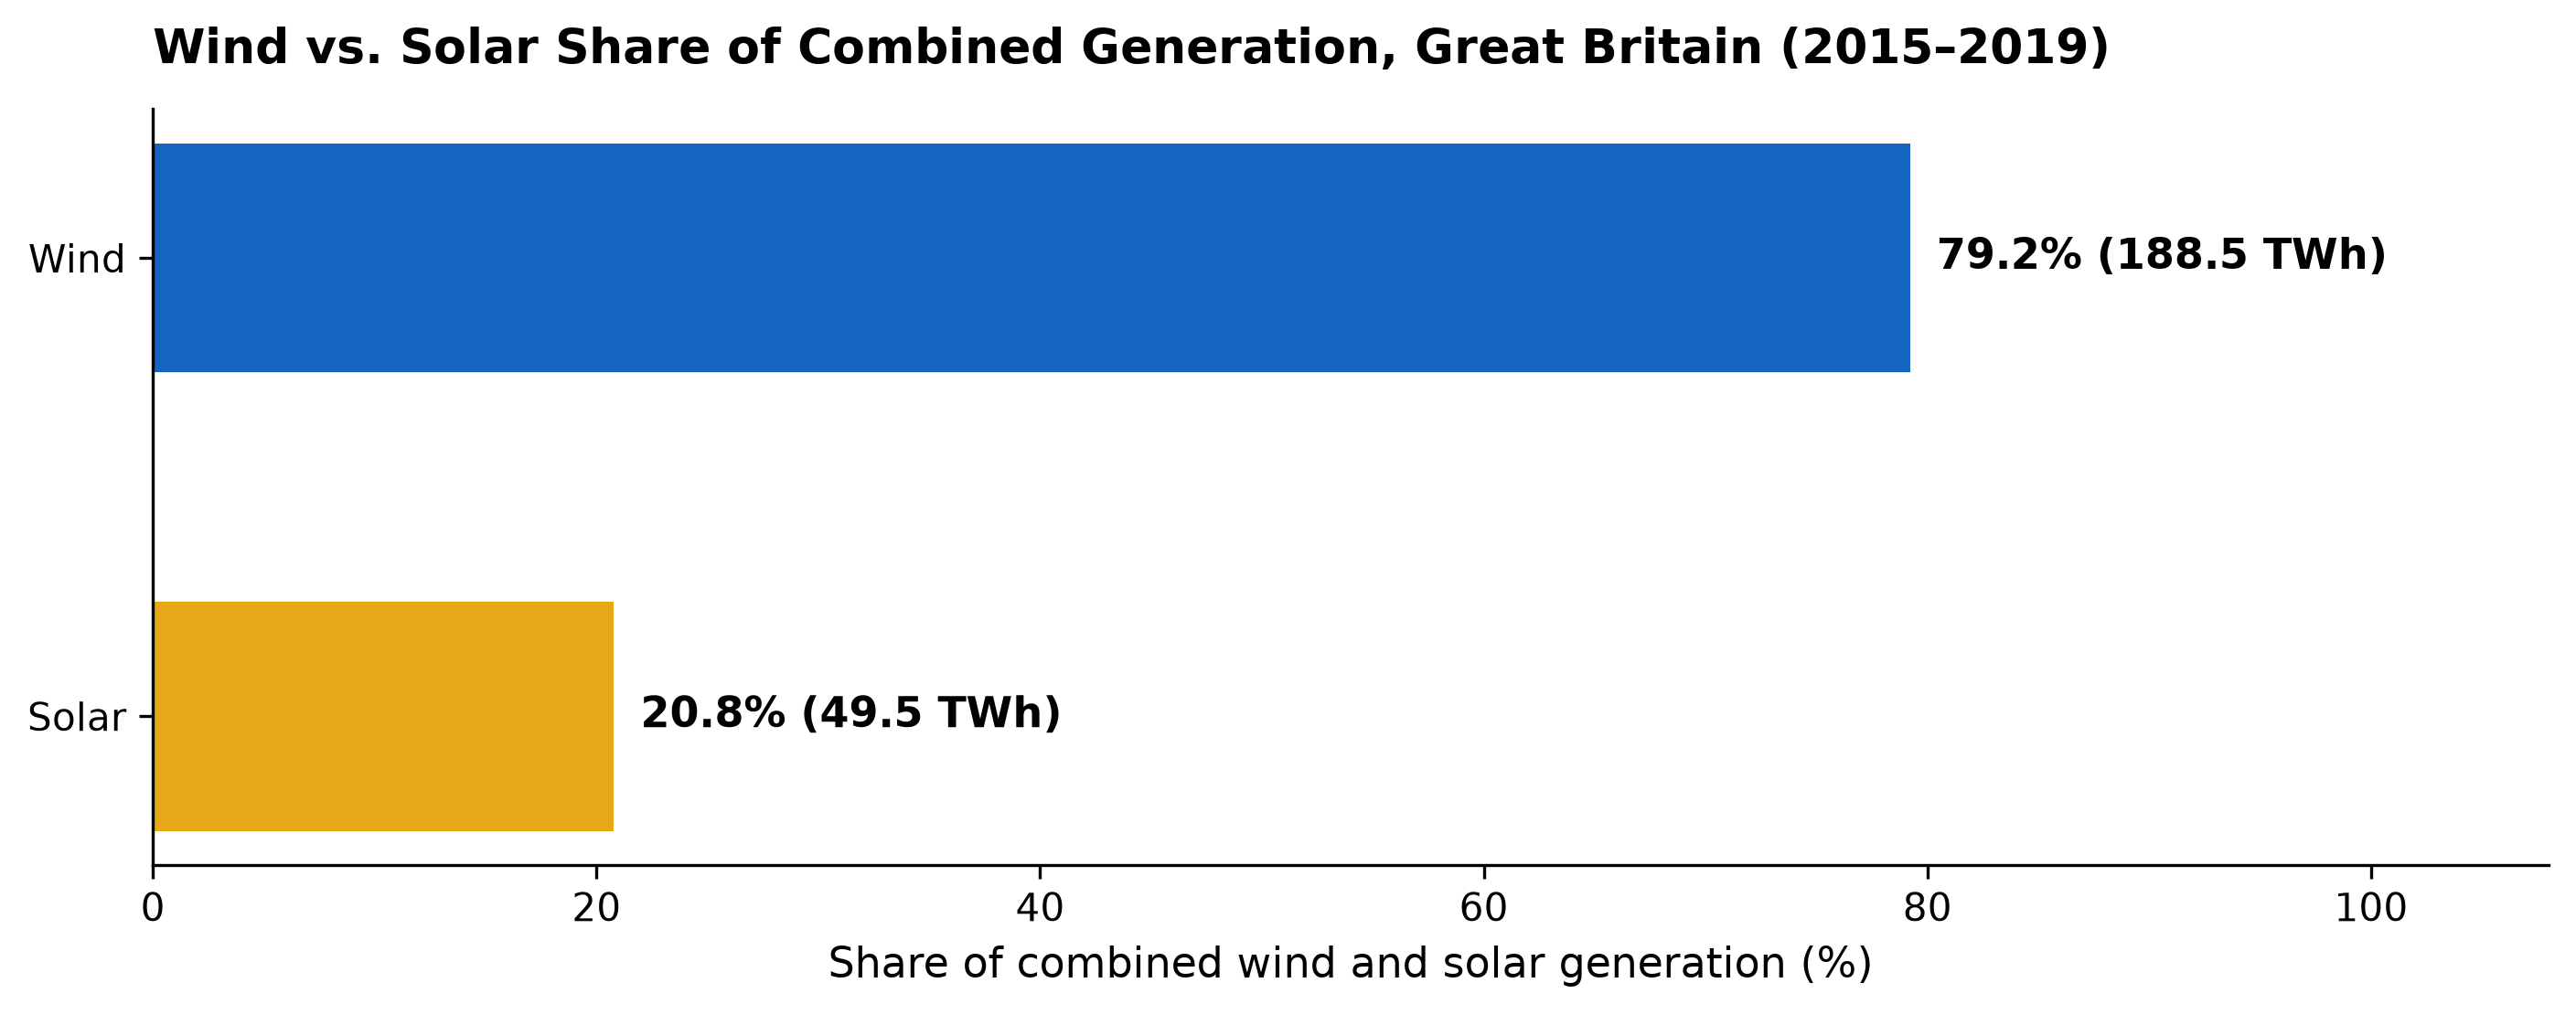 Wind vs. Solar Share of Combined Generation, Great Britain (2015–2019)
Wind
79.2% (188.5 TWh)
Solar
20.8% (49.5 TWh)
0 20 40 60 80 100
Share of combined wind and solar generation (%)